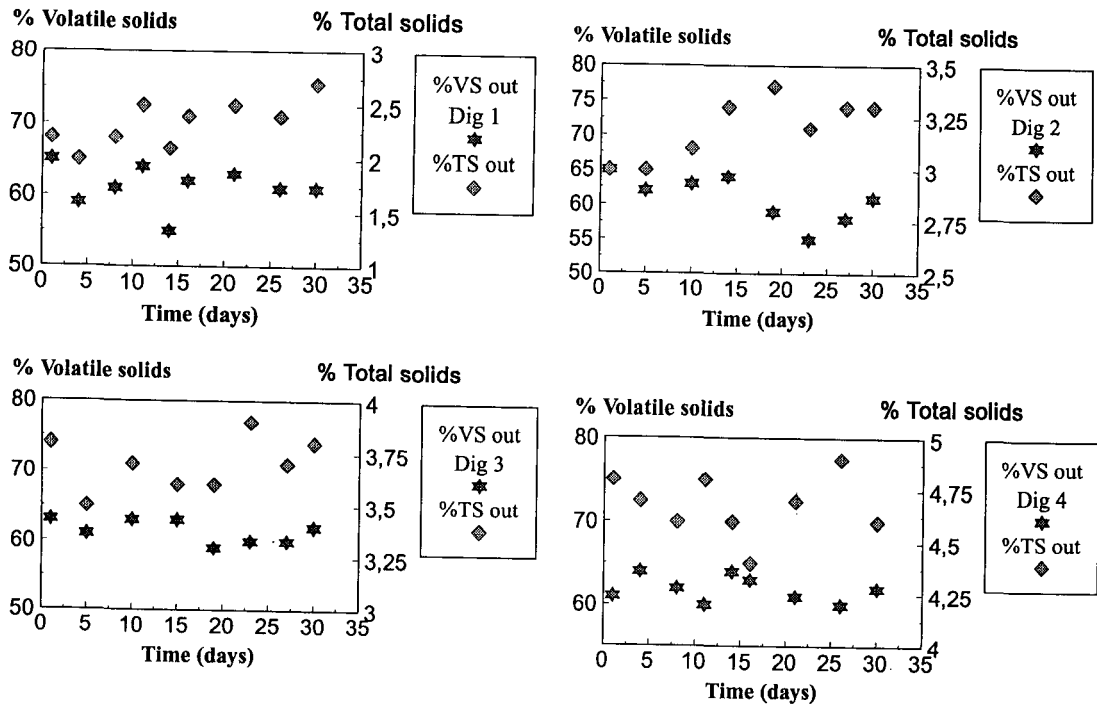 % Volatile solids
% Total solids
80
70
60
50
3
2,5
2
1,5
1
0 5 10 15 20 25 30 35
Time (days)
%VS out
Dig 1
%TS out
% Volatile solids
% Total solids
80
75
70
65
60
55
50
3,5
3,25
3
2,75
2,5
0 5 10 15 20 25 30 35
Time (days)
%VS out
Dig 2
%TS out
% Volatile solids
% Total solids
80
70
60
50
4
3,75
3,5
3,25
3
0 5 10 15 20 25 30 35
Time (days)
%VS out
Dig 3
%TS out
% Volatile solids
% Total solids
80
70
60
5
4,75
4,5
4,25
4
0 5 10 15 20 25 30 35
Time (days)
%VS out
Dig 4
%TS out